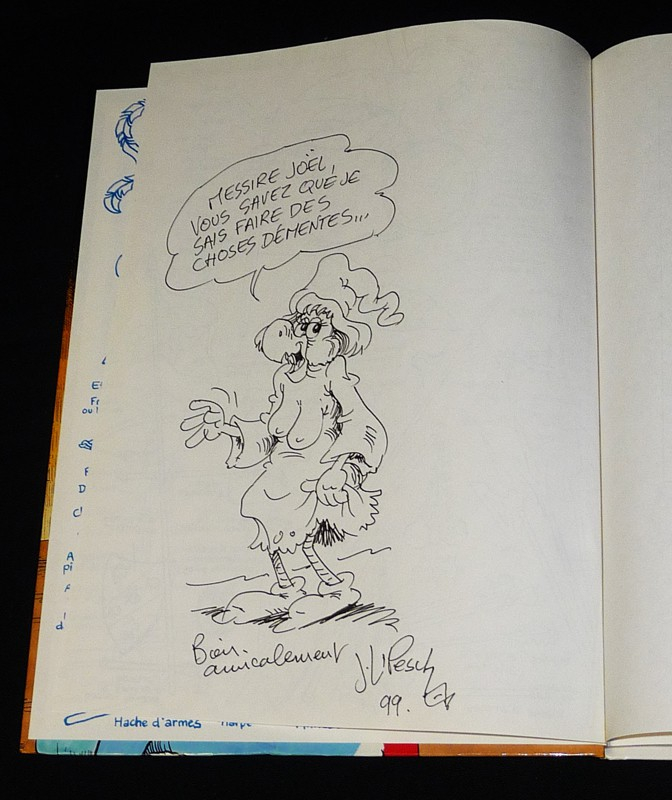 MESSIRE JOËL,
VOUS SAVEZ QUE JE
SAIS FAIRE DES
CHOSES DÉMENTES...
Bien
amicalement
J.L. Pesch
99.
Hache d'armes